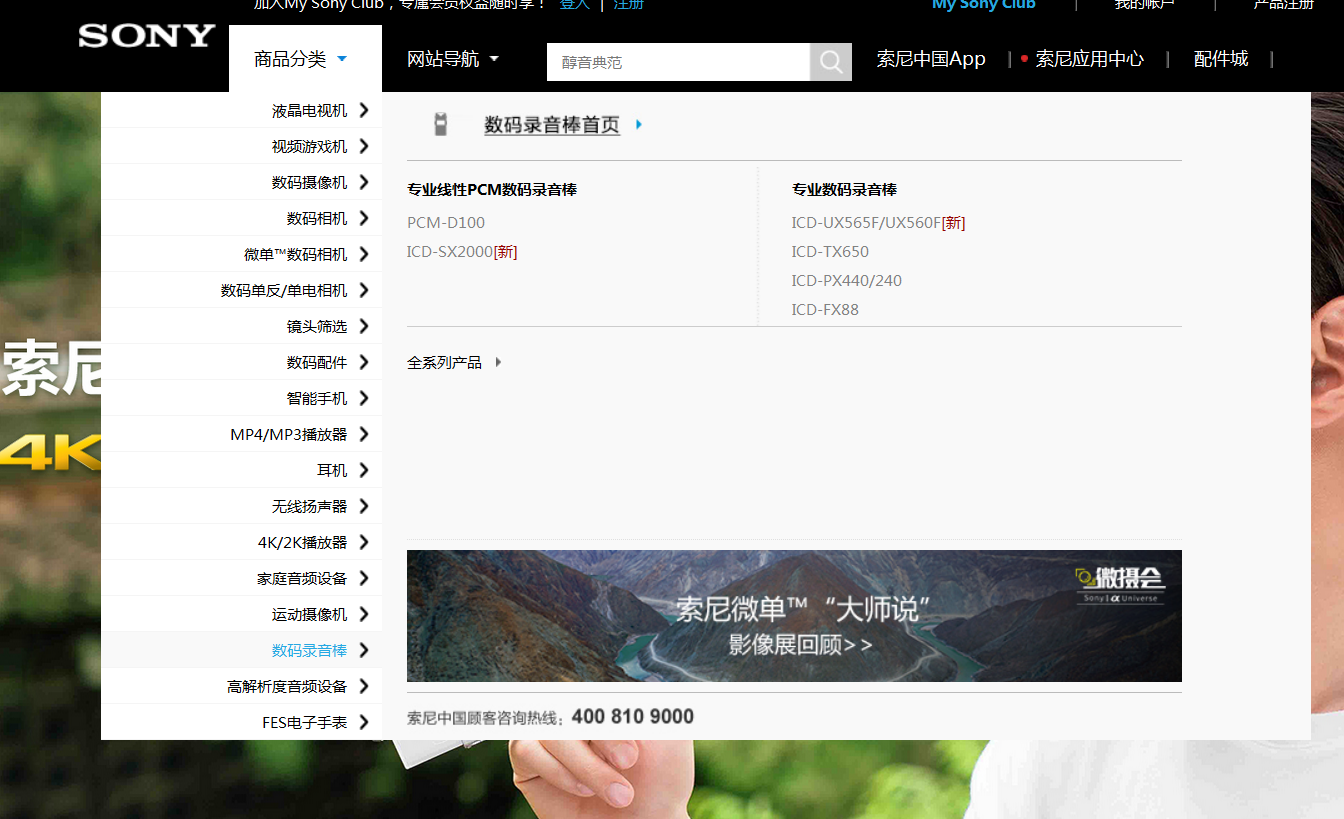 加入My Sony Club，专属会员权益随时享！ 登入 | 注册
My Sony Club | 我的帐户 | 产品注册
SONY
商品分类
网站导航
醇音典范
索尼中国App | 索尼应用中心 | 配件城 |
液晶电视机
视频游戏机
数码摄像机
数码相机
微单™数码相机
数码单反/单电相机
镜头筛选
数码配件
智能手机
MP4/MP3播放器
耳机
无线扬声器
4K/2K播放器
家庭音频设备
运动摄像机
数码录音棒
高解析度音频设备
FES电子手表
数码录音棒首页
专业线性PCM数码录音棒
PCM-D100
ICD-SX2000[新]
专业数码录音棒
ICD-UX565F/UX560F[新]
ICD-TX650
ICD-PX440/240
ICD-FX88
全系列产品
索尼微单™“大师说”
影像展回顾>>
微摄会
Sony α Universe
索尼中国顾客咨询热线：400 810 9000
索尼
4K